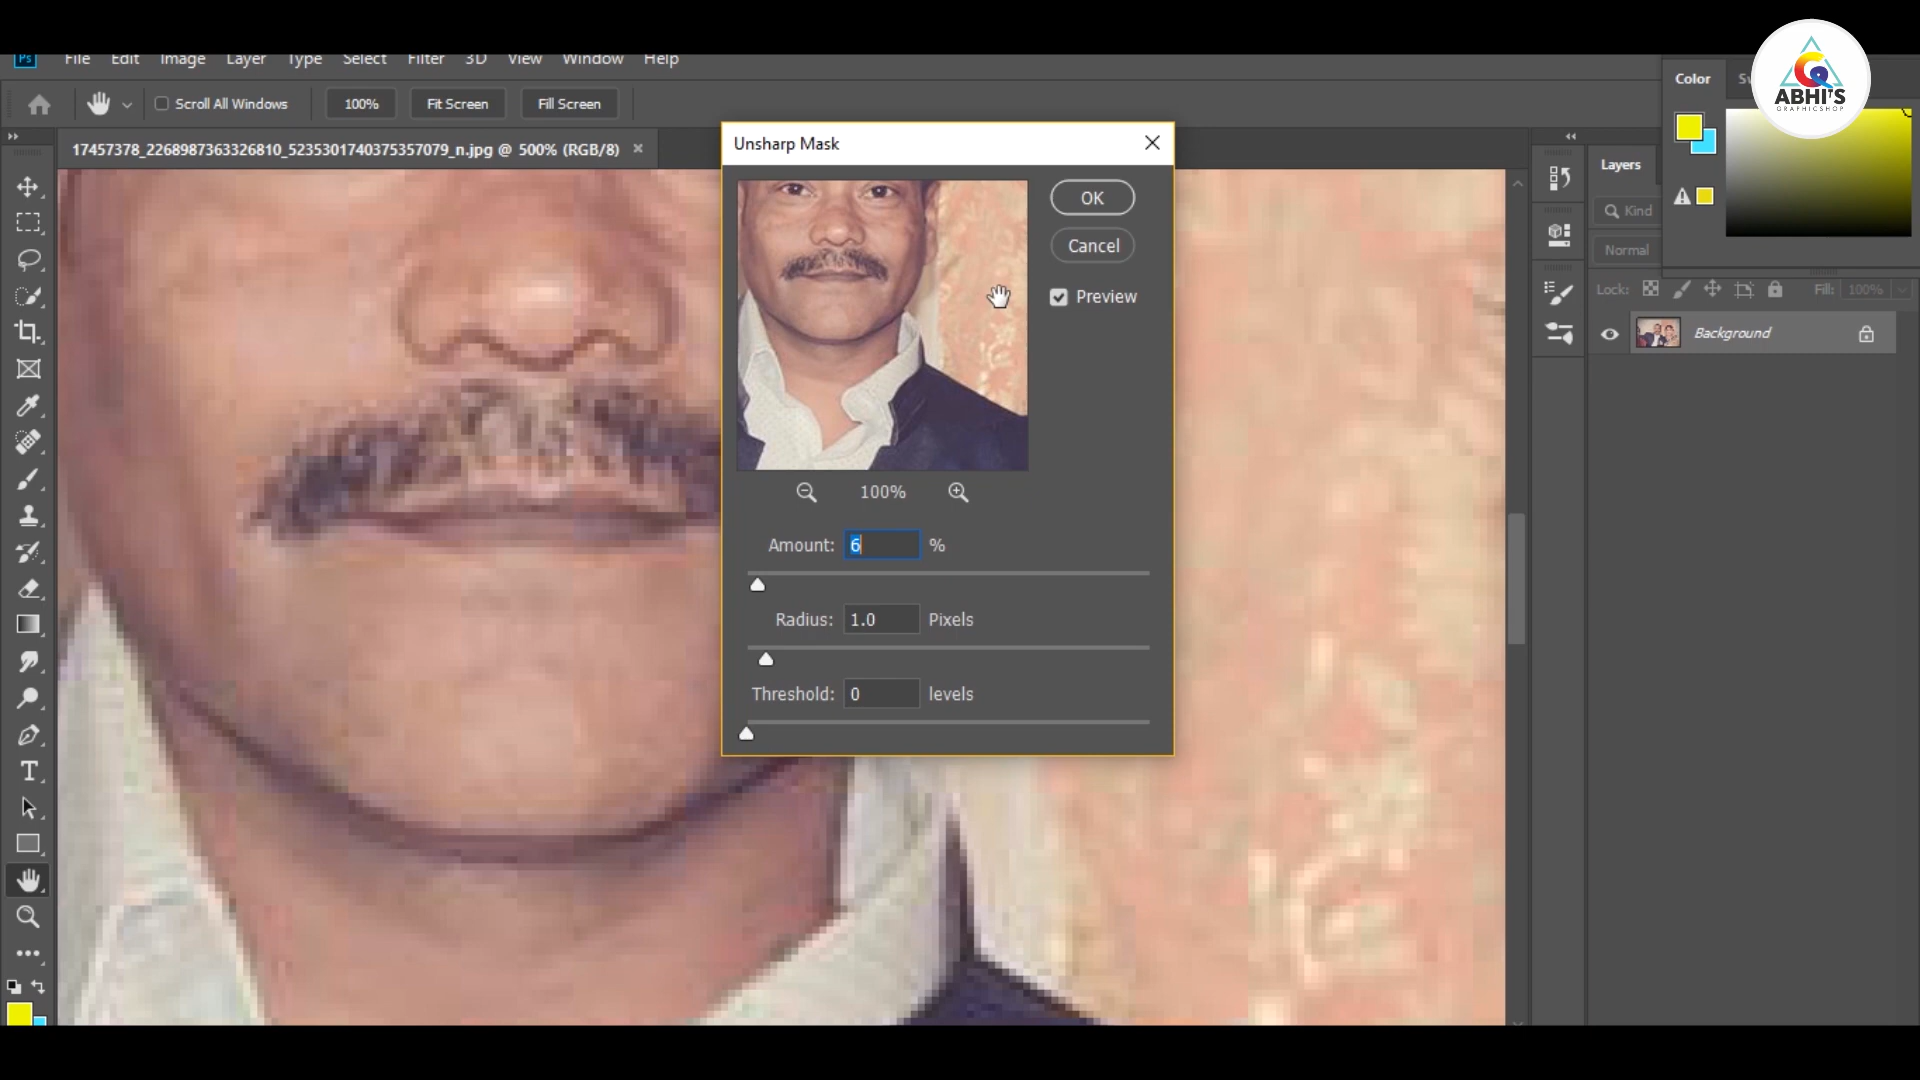 Ps File Edit Image Layer Type Select Filter 3D View Window Help
Scroll All Windows 100% Fit Screen Fill Screen
17457378_2268987363326810_5235301740375357079_n.jpg @ 500% (RGB/8)
Unsharp Mask
OK
Cancel
Preview
100%
Amount: 6 %
Radius: 1.0 Pixels
Threshold: 0 levels
Color
ABHI'S
GRAPHICSHOP
Layers
Kind
Normal
Lock: Fill: 100%
Background